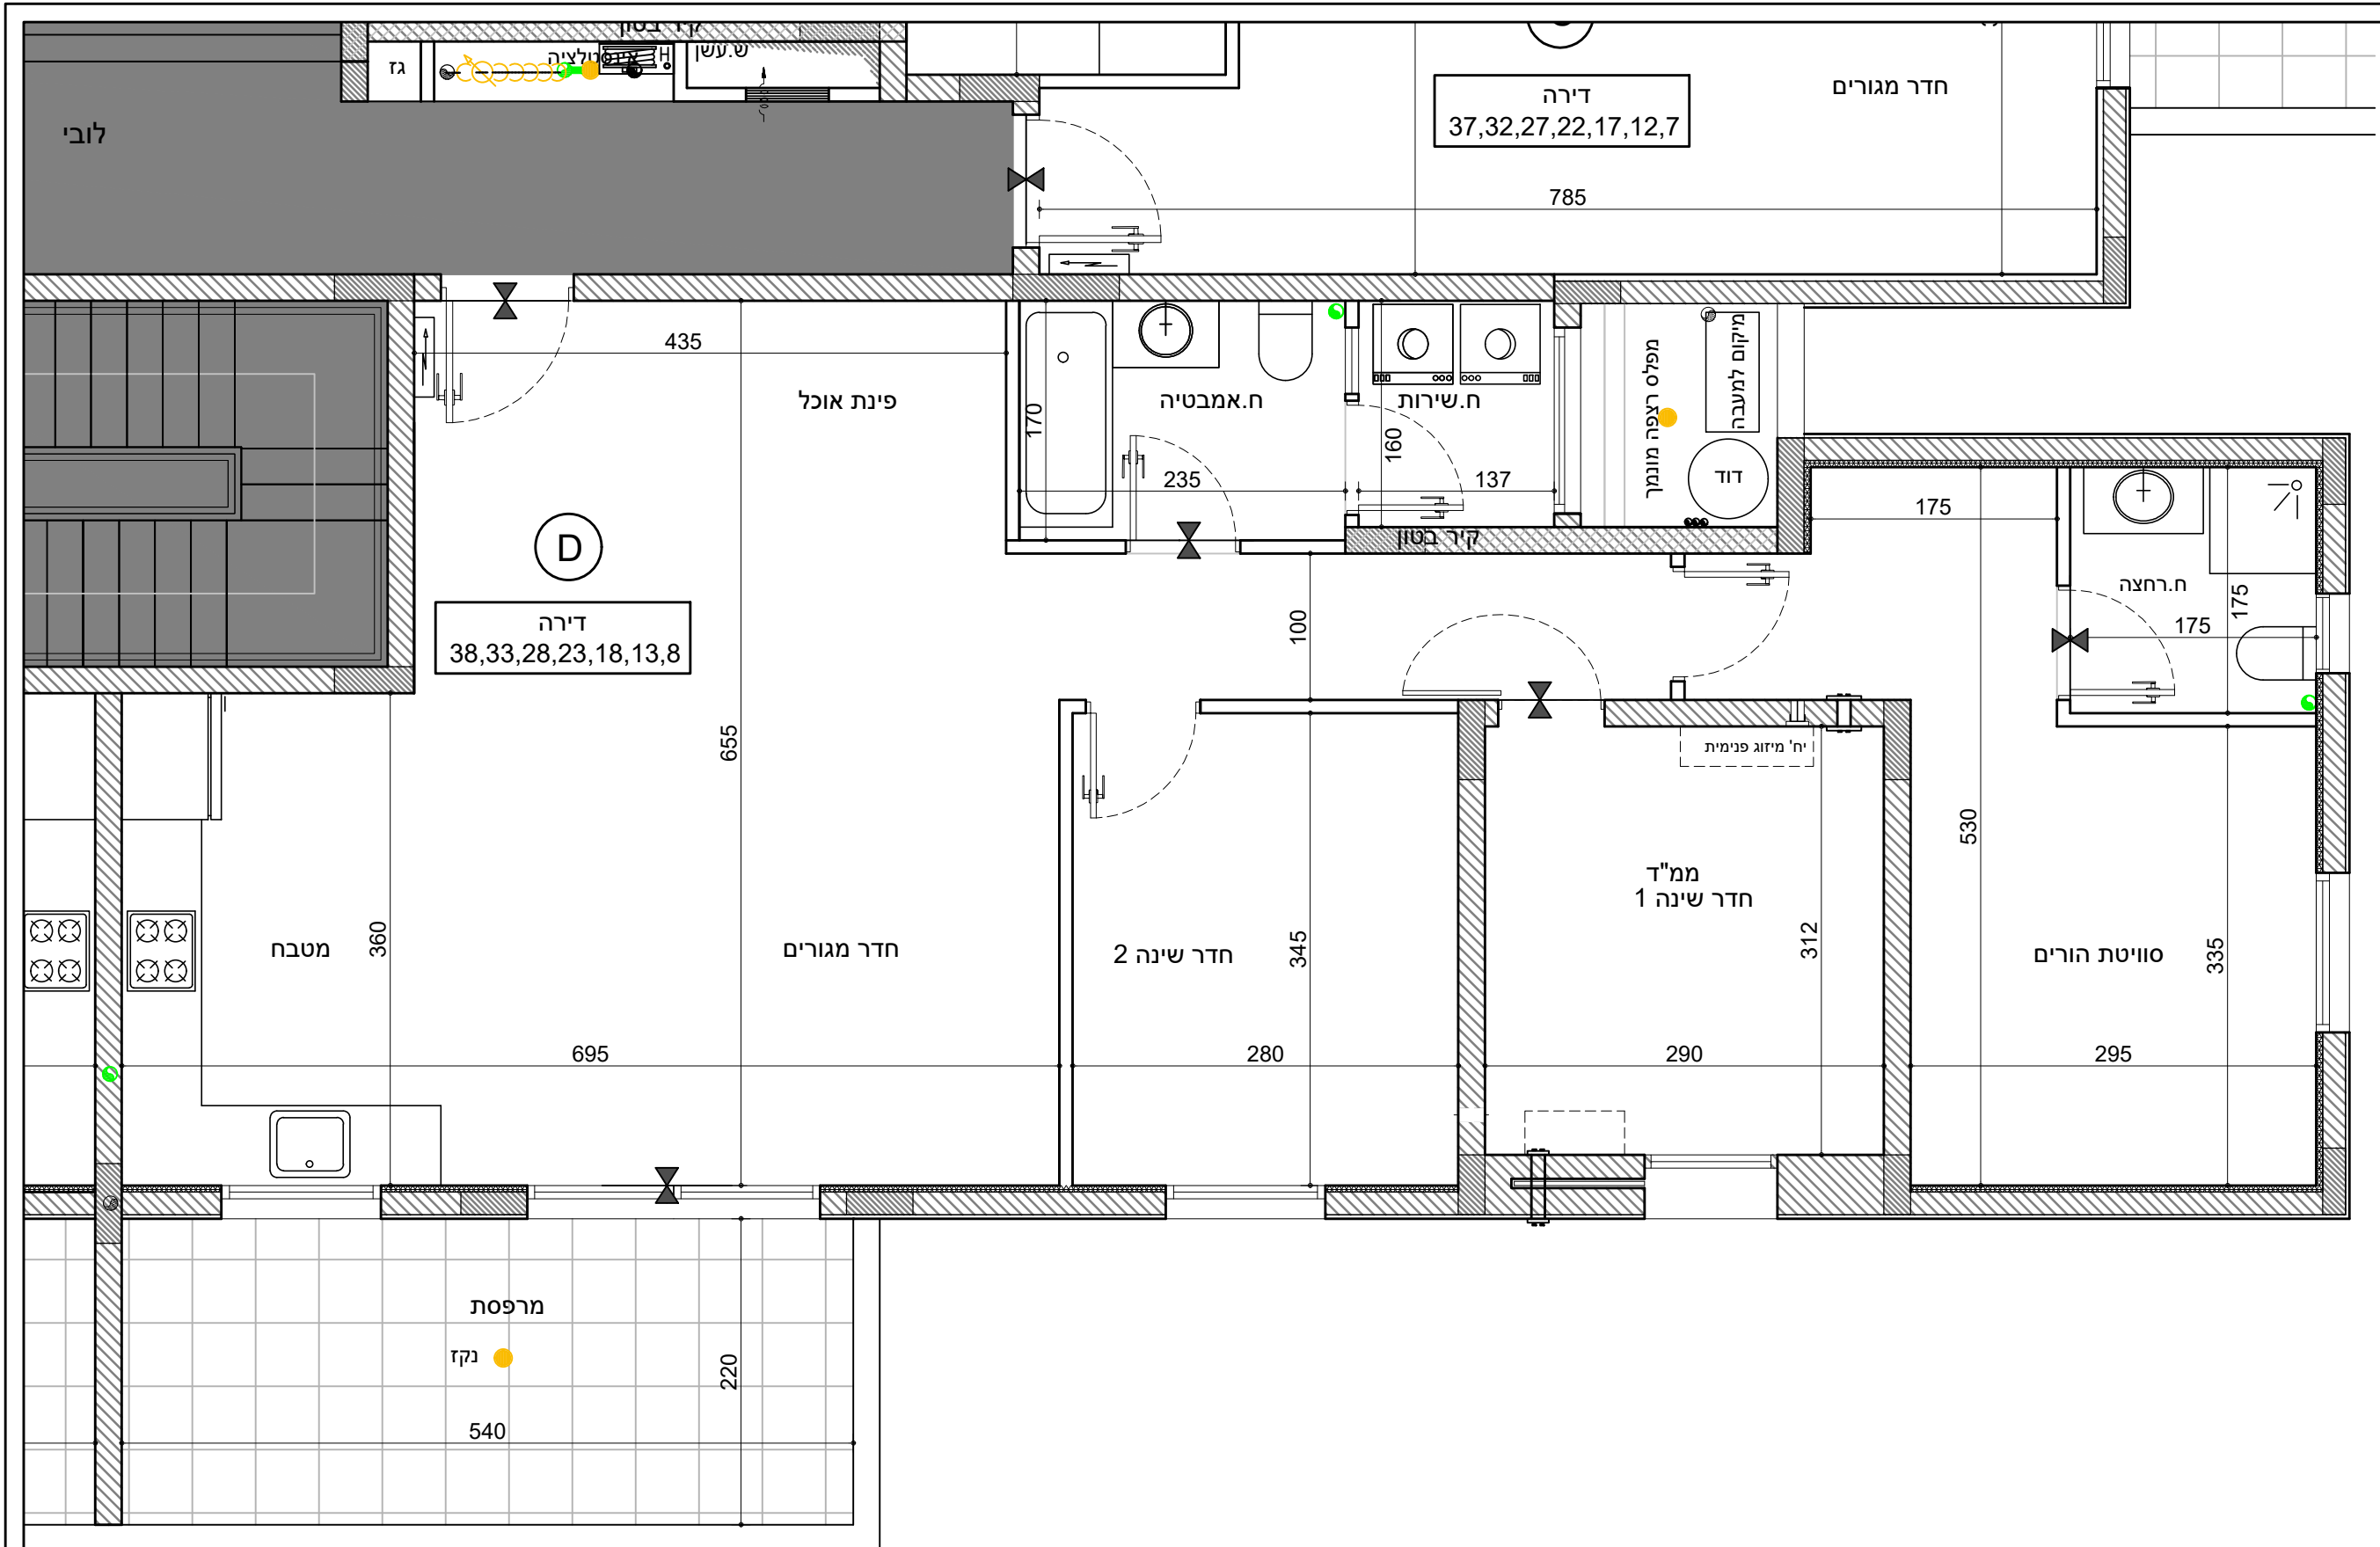 קיר בטון
ש.עשן
אינסטלציה
H
גז
לובי
חדר מגורים
דירה
37,32,27,22,17,12,7
785
435
פינת אוכל
170
ח.אמבטיה
235
ח.שירות
160
137
מפלס רצפה מונמך
מיקום למעבה
דוד
קיר בטון
175
ח.רחצה
175
175
D
דירה
38,33,28,23,18,13,8
100
655
יח' מיזוג פנימית
530
ממ"ד
חדר שינה 1
312
360
מטבח
חדר מגורים
חדר שינה 2
345
סוויטת הורים
335
695
280
290
295
מרפסת
נקז
220
540